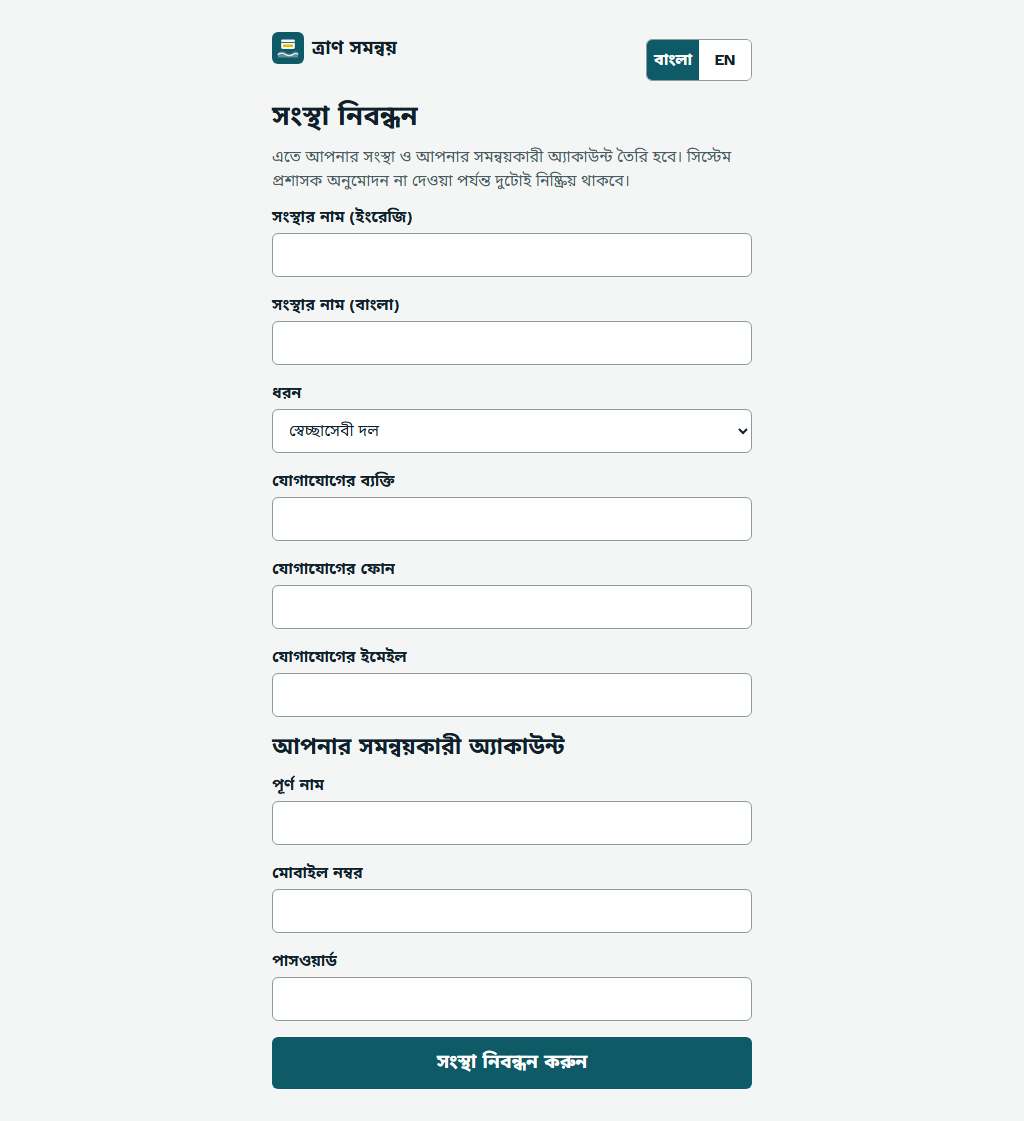 ত্রাণ সমন্বয়
বাংলা EN
সংস্থা নিবন্ধন
এতে আপনার সংস্থা ও আপনার সমন্বয়কারী অ্যাকাউন্ট তৈরি হবে। সিস্টেম
প্রশাসক অনুমোদন না দেওয়া পর্যন্ত দুটোই নিষ্ক্রিয় থাকবে।
সংস্থার নাম (ইংরেজি)
সংস্থার নাম (বাংলা)
ধরন
স্বেচ্ছাসেবী দল
যোগাযোগের ব্যক্তি
যোগাযোগের ফোন
যোগাযোগের ইমেইল
আপনার সমন্বয়কারী অ্যাকাউন্ট
পূর্ণ নাম
মোবাইল নম্বর
পাসওয়ার্ড
সংস্থা নিবন্ধন করুন